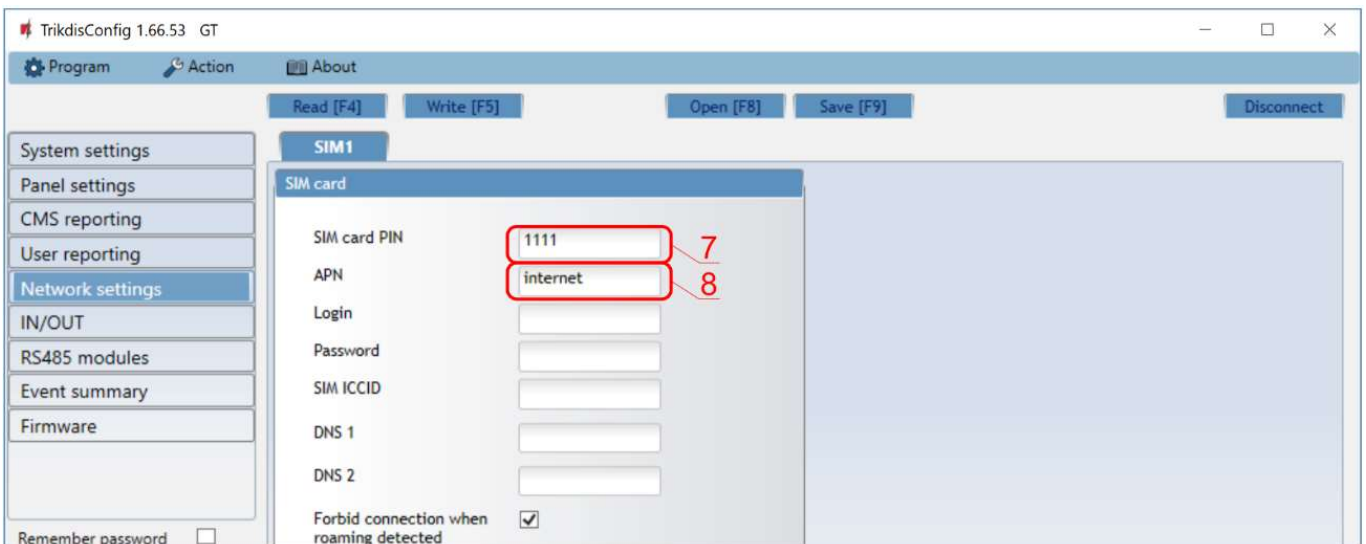 TrikdisConfig 1.66.53 GT
Program Action About
Read [F4] Write [F5] Open [F8] Save [F9] Disconnect
System settings
Panel settings
CMS reporting
User reporting
Network settings
IN/OUT
RS485 modules
Event summary
Firmware
Remember password
SIM1
SIM card
SIM card PIN 1111 7
APN internet 8
Login
Password
SIM ICCID
DNS 1
DNS 2
Forbid connection when
roaming detected